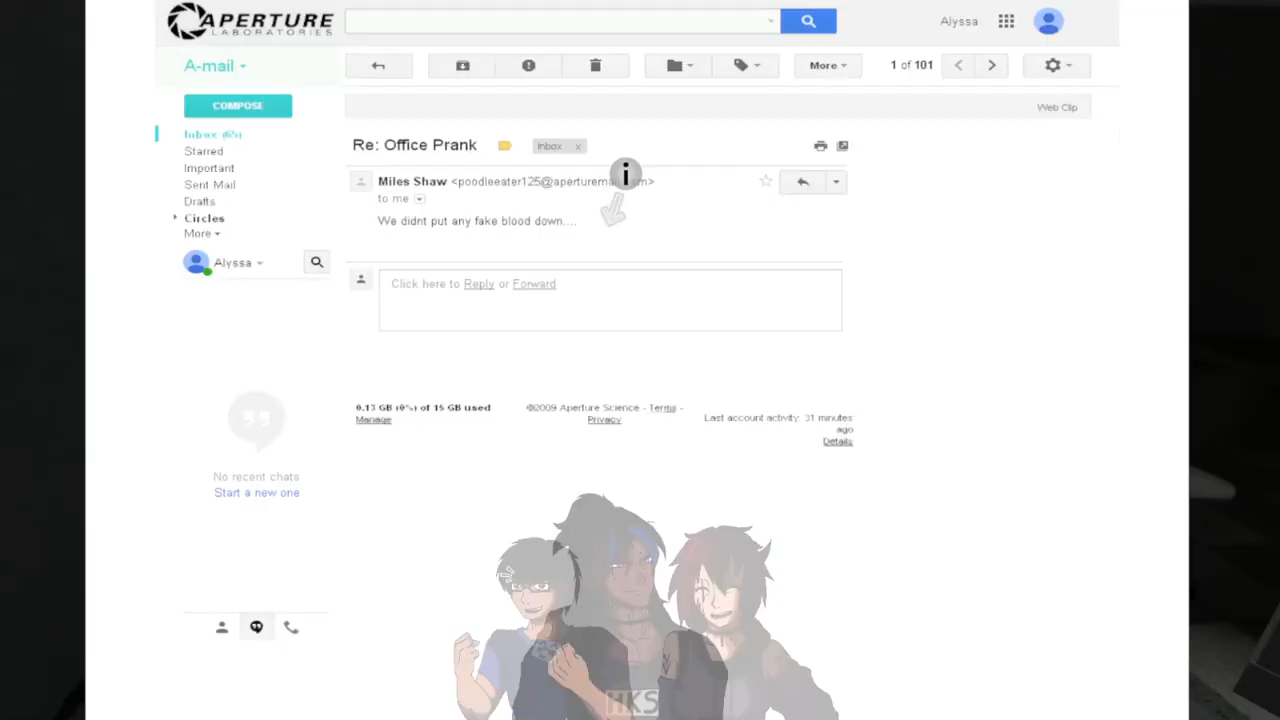 APERTURE
LABORATORIES
Alyssa
A-mail
More
1 of 101
COMPOSE
Web Clip
Inbox
Starred
Important
Sent Mail
Drafts
Circles
More
Alyssa
Re: Office Prank
Inbox x
Miles Shaw
to me
We didnt put any fake blood down....
Click here to Reply or Forward
0.13 GB (0%) of 15 GB used
Manage
©2009 Aperture Science - Terms -
Privacy
Last account activity: 31 minutes
ago
Details
No recent chats
Start a new one
HKS